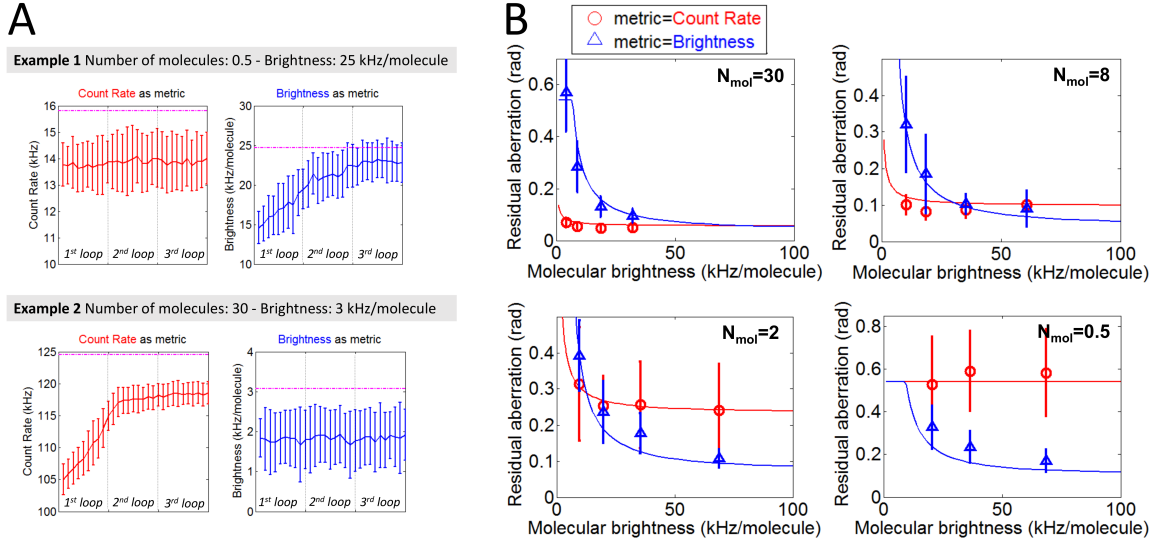 A
Example 1 Number of molecules: 0.5 - Brightness: 25 kHz/molecule
Count Rate as metric
Count Rate (kHz)
16
15
14
13
12
11
10
1st loop
2nd loop
3rd loop
Brightness as metric
Brightness (kHz/molecule)
30
25
20
15
10
1st loop
2nd loop
3rd loop
Example 2 Number of molecules: 30 - Brightness: 3 kHz/molecule
Count Rate as metric
Count Rate (kHz)
125
120
115
110
105
100
1st loop
2nd loop
3rd loop
Brightness as metric
Brightness (kHz/molecule)
4
3
2
1
0
1st loop
2nd loop
3rd loop
B
metric=Count Rate
metric=Brightness
Nmol=30
Residual aberration (rad)
0.6
0.4
0.2
0
0 50 100
Molecular brightness (kHz/molecule)
Nmol=8
Residual aberration (rad)
0.4
0.3
0.2
0.1
0
0 50 100
Molecular brightness (kHz/molecule)
Nmol=2
Residual aberration (rad)
0.4
0.3
0.2
0.1
0
0 50 100
Molecular brightness (kHz/molecule)
Nmol=0.5
Residual aberration (rad)
0.8
0.6
0.4
0.2
0
0 50 100
Molecular brightness (kHz/molecule)